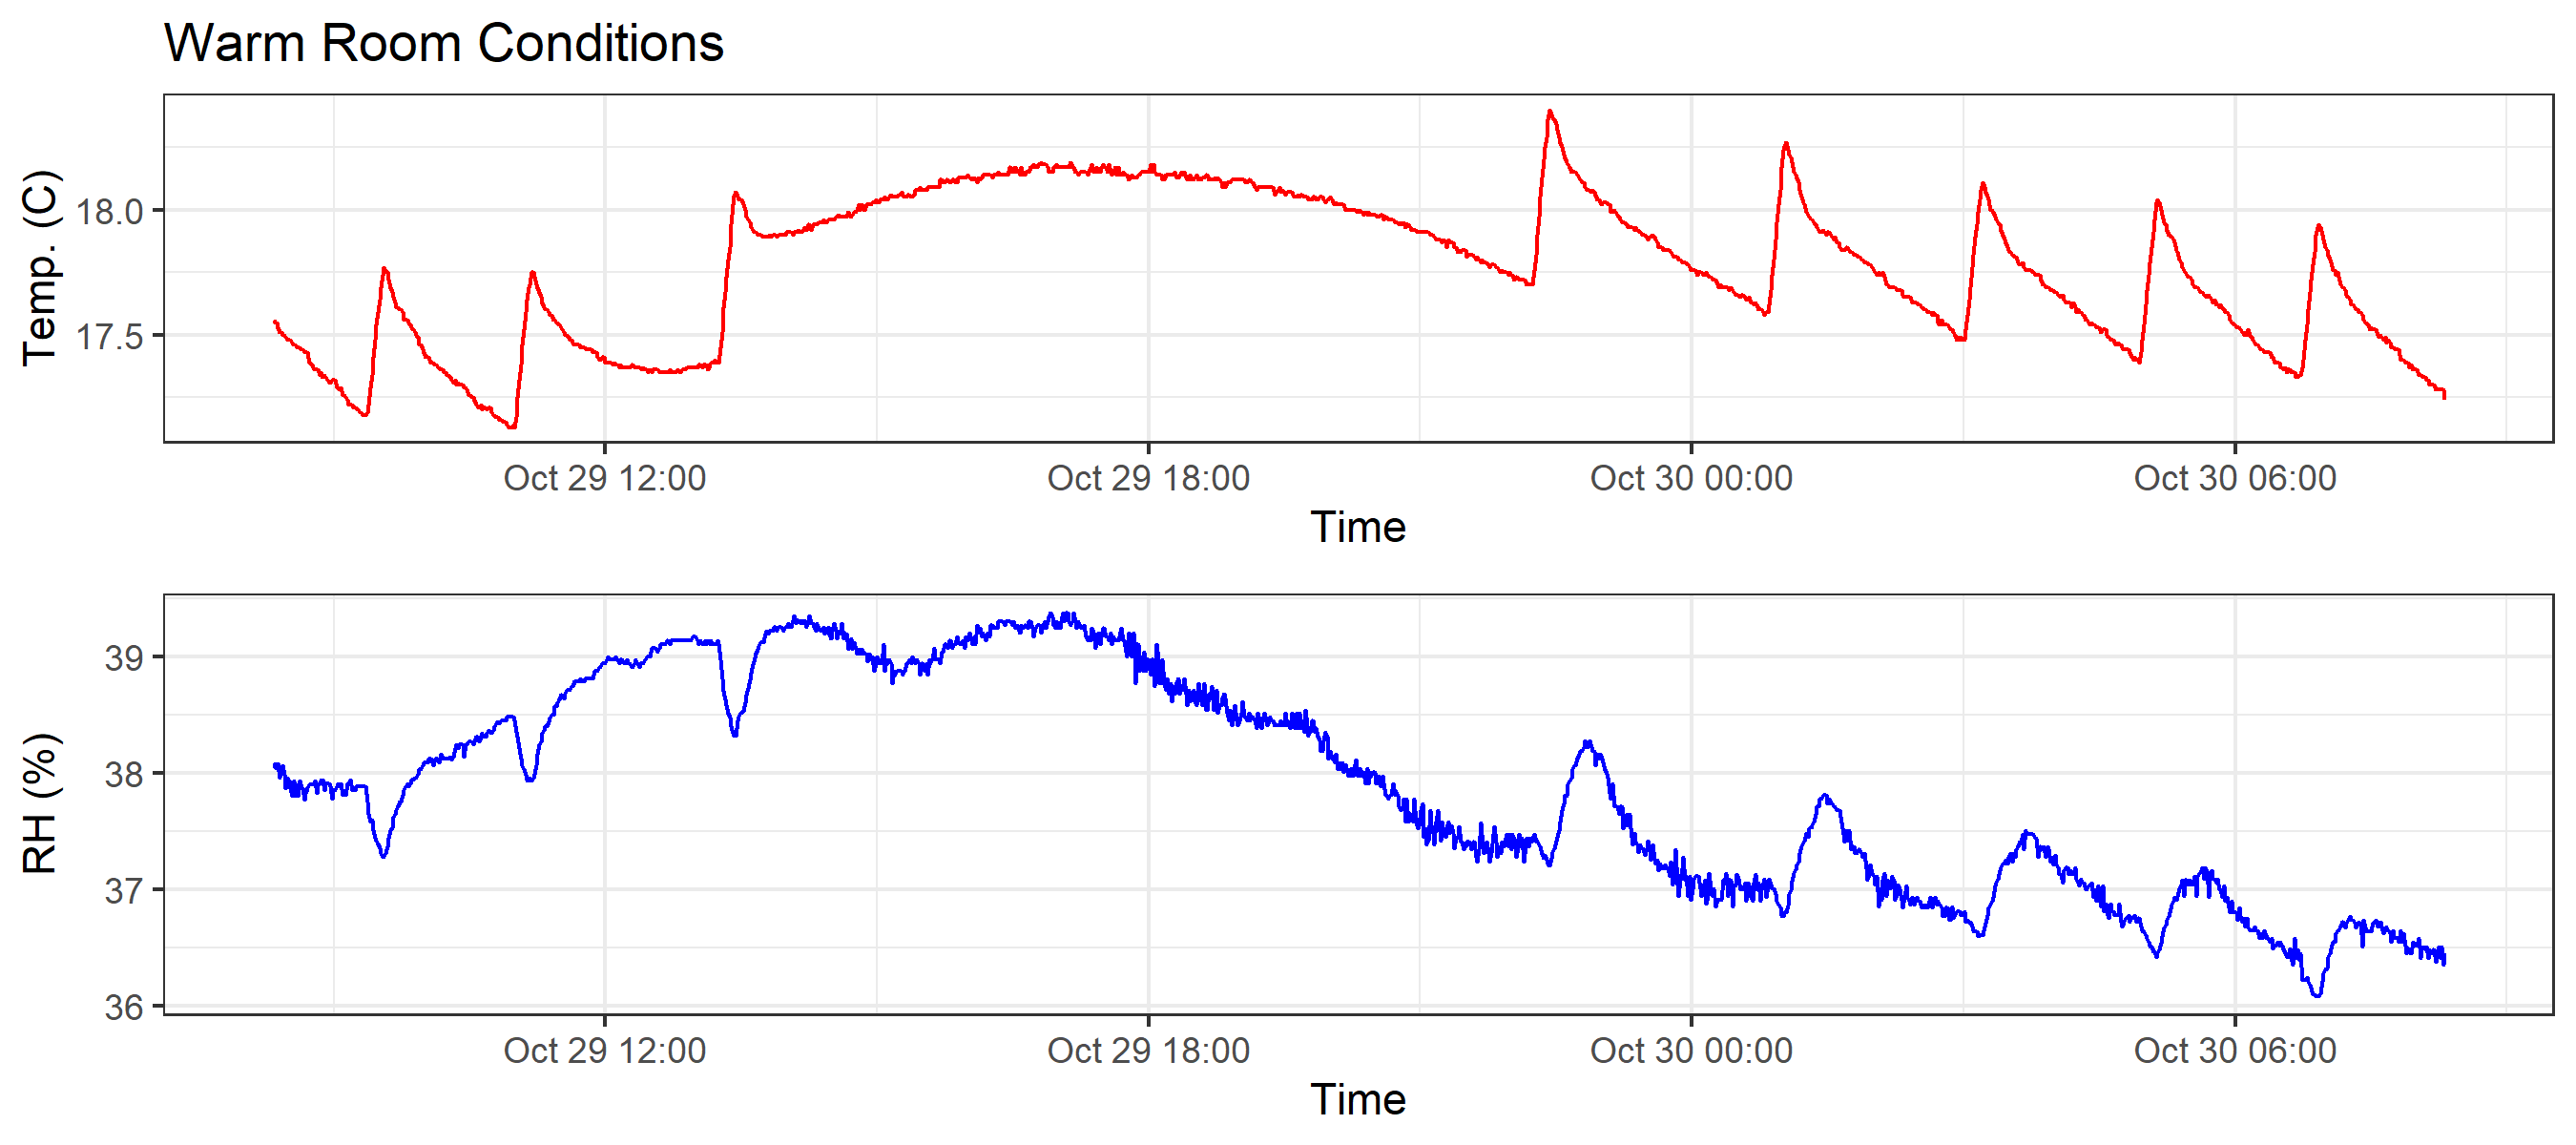 Warm Room Conditions
Temp. (C)
18.0
17.5
Oct 29 12:00 Oct 29 18:00 Oct 30 00:00 Oct 30 06:00
Time
RH (%)
39
38
37
36
Oct 29 12:00 Oct 29 18:00 Oct 30 00:00 Oct 30 06:00
Time